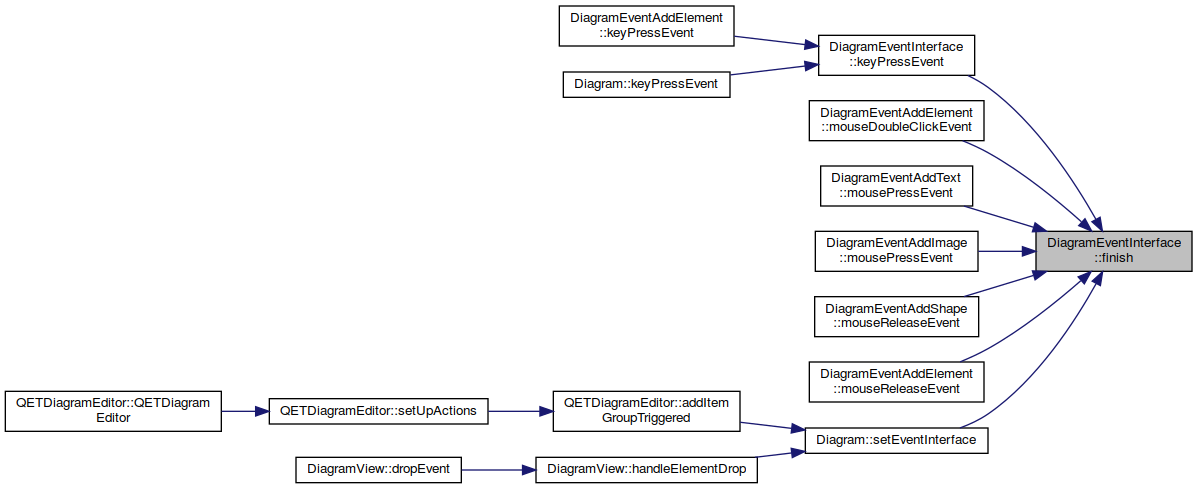 DiagramEventAddElement
::keyPressEvent
DiagramEventInterface
::keyPressEvent
Diagram::keyPressEvent
DiagramEventAddElement
::mouseDoubleClickEvent
DiagramEventAddText
::mousePressEvent
DiagramEventAddImage
::mousePressEvent
DiagramEventInterface
::finish
DiagramEventAddShape
::mouseReleaseEvent
DiagramEventAddElement
::mouseReleaseEvent
QETDiagramEditor::QETDiagram
Editor
QETDiagramEditor::setUpActions
QETDiagramEditor::addItem
GroupTriggered
Diagram::setEventInterface
DiagramView::dropEvent
DiagramView::handleElementDrop